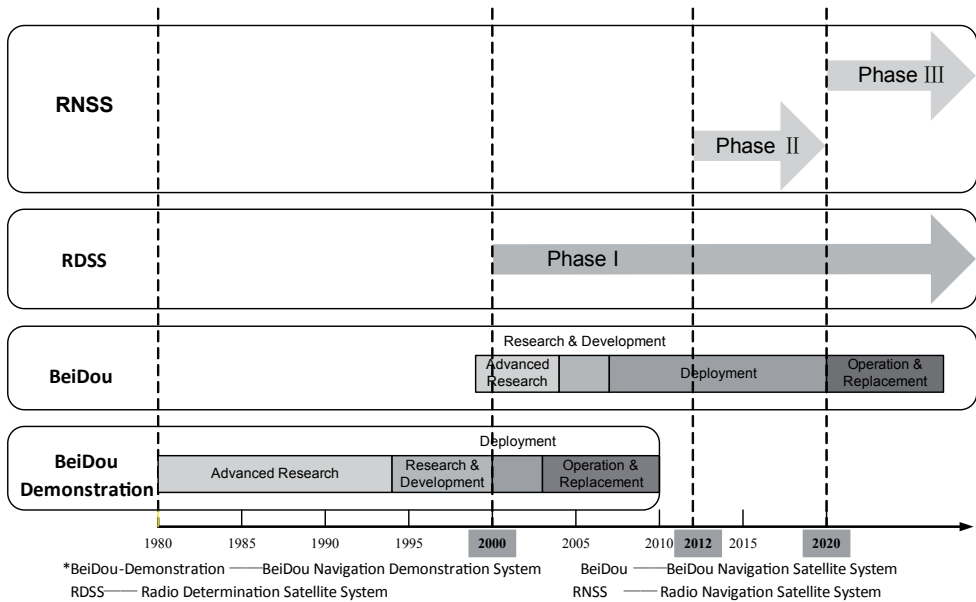 Phase III
RNSS
Phase II
RDSS
Phase I
Research & Development
BeiDou
Advanced
Research
Deployment
Operation &
Replacement
Deployment
BeiDou
Demonstration
Advanced Research
Research &
Development
Operation &
Replacement
1980 1985 1990 1995 2000 2005 2010 2012 2015 2020
*BeiDou-Demonstration ——BeiDou Navigation Demonstration System BeiDou ——BeiDou Navigation Satellite System
RDSS—— Radio Determination Satellite System RNSS —— Radio Navigation Satellite System